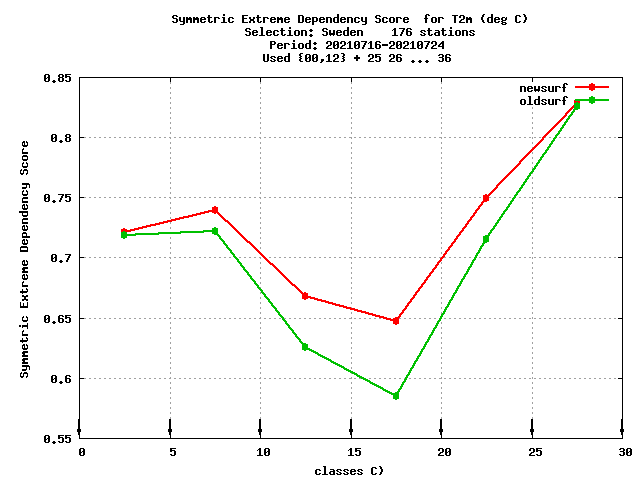 Symmetric Extreme Dependency Score  for T2m (deg C)
Selection: Sweden    176 stations
Period: 20210716-20210724
Used {00,12} + 25 26 ... 36
0.85
newsurf
oldsurf
0.8
0.75
0.7
0.65
0.6
0.55
Symmetric Extreme Dependency Score
0 5 10 15 20 25 30
classes C)